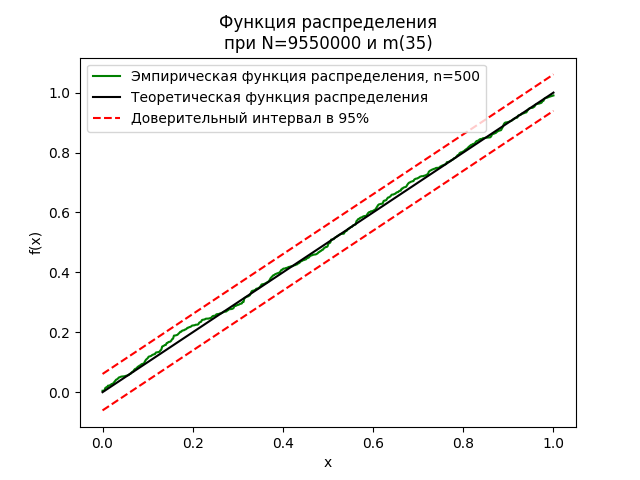 Функция распределения
при N=9550000 и m(35)
Эмпирическая функция распределения, n=500
Теоретическая функция распределения
Доверительный интервал в 95%
f(x)
1.0
0.8
0.6
0.4
0.2
0.0
0.0 0.2 0.4 0.6 0.8 1.0
x